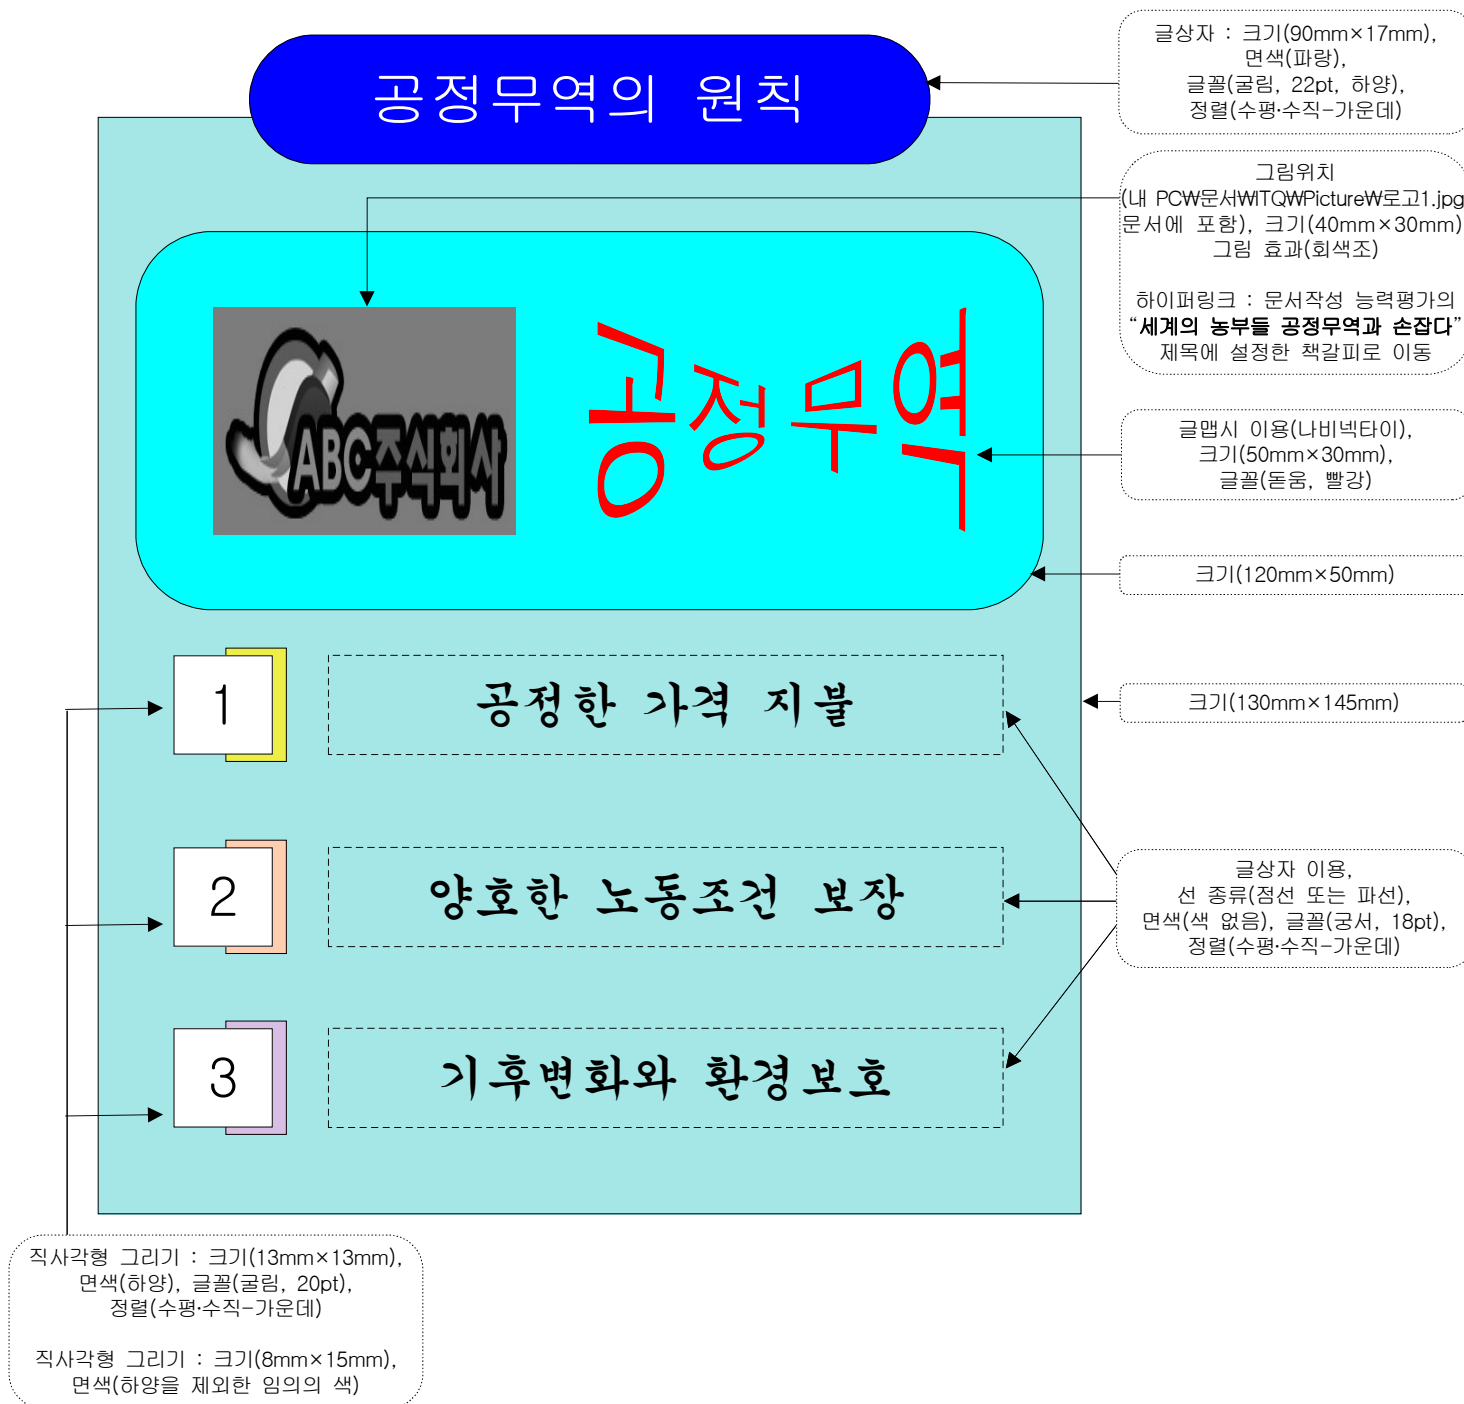 공정무역의 원칙
글상자 : 크기(90mm×17mm),
면색(파랑),
글꼴(굴림, 22pt, 하양),
정렬(수평·수직-가운데)
그림위치
(내 PC₩문서₩ITQ₩Picture₩로고1.jpg
문서에 포함), 크기(40mm×30mm)
그림 효과(회색조)
하이퍼링크 : 문서작성 능력평가의
“세계의 농부들 공정무역과 손잡다”
제목에 설정한 책갈피로 이동
ABC주식회사
공정무역
글맵시 이용(나비넥타이),
크기(50mm×30mm),
글꼴(돋움, 빨강)
크기(120mm×50mm)
1
공정한 가격 지불
크기(130mm×145mm)
2
양호한 노동조건 보장
글상자 이용,
선 종류(점선 또는 파선),
면색(색 없음), 글꼴(궁서, 18pt),
정렬(수평·수직-가운데)
3
기후변화와 환경보호
직사각형 그리기 : 크기(13mm×13mm),
면색(하양), 글꼴(굴림, 20pt),
정렬(수평·수직-가운데)
직사각형 그리기 : 크기(8mm×15mm),
면색(하양을 제외한 임의의 색)